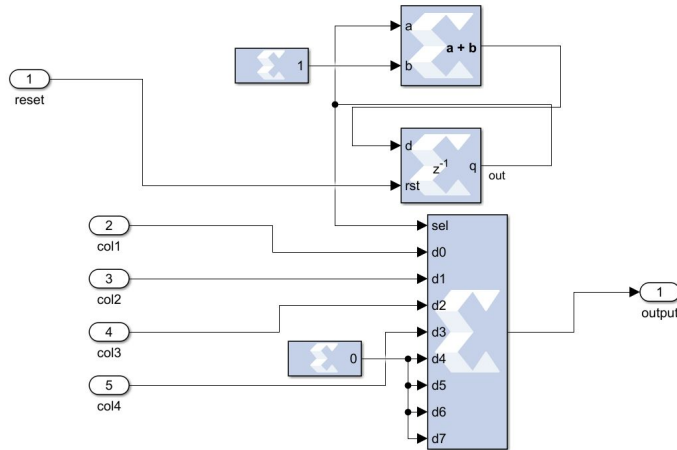 a
a + b
b
1
1
reset
d
z-1
q
out
rst
2
col1
sel
d0
3
col2
d1
4
col3
d2
1
output
d3
0
d4
5
col4
d5
d6
d7